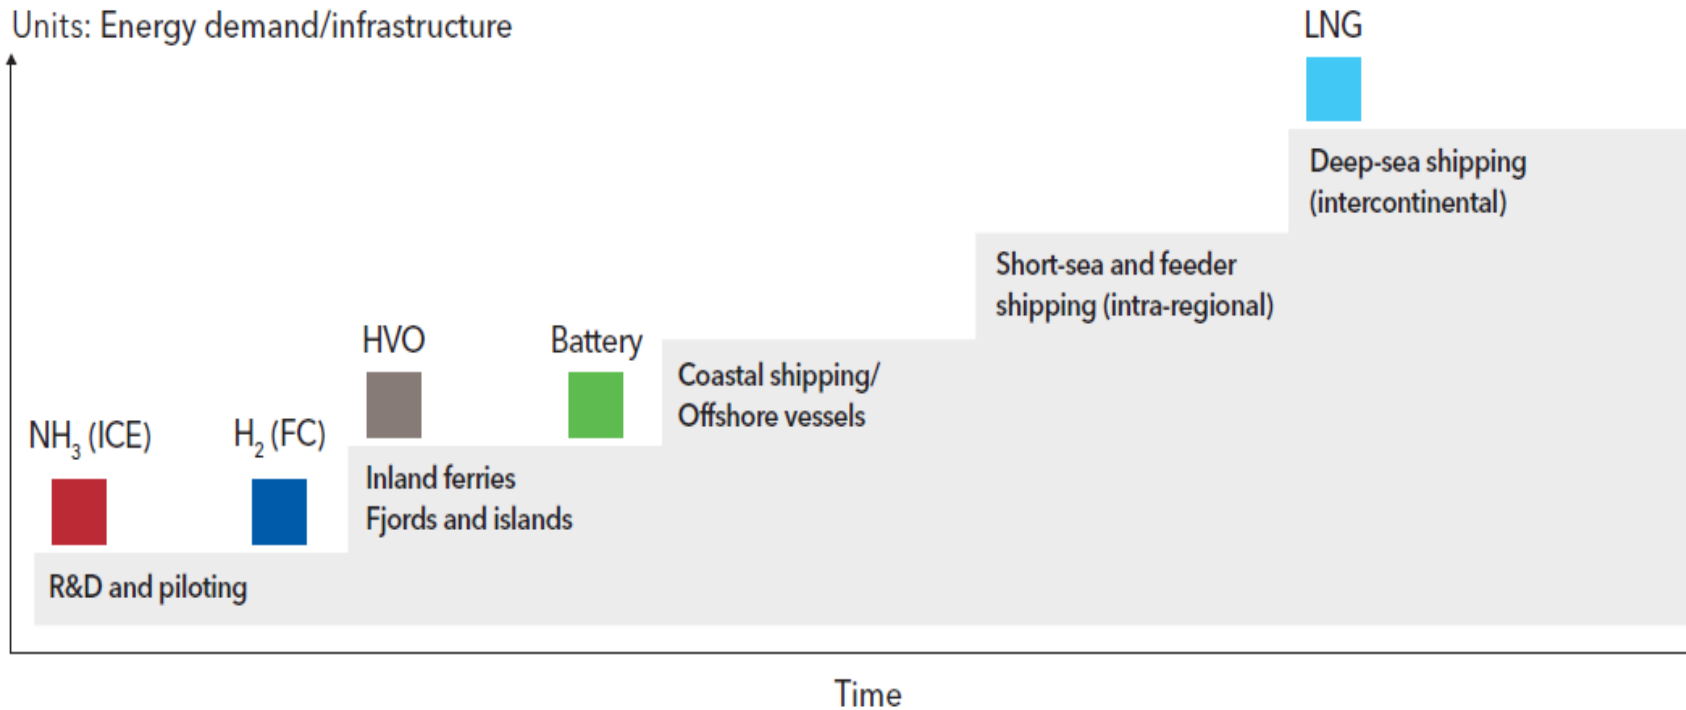 Units: Energy demand/infrastructure
LNG
Deep-sea shipping
(intercontinental)
Short-sea and feeder
shipping (intra-regional)
HVO
Battery
Coastal shipping/
Offshore vessels
NH₃ (ICE)
H₂ (FC)
Inland ferries
Fjords and islands
R&D and piloting
Time